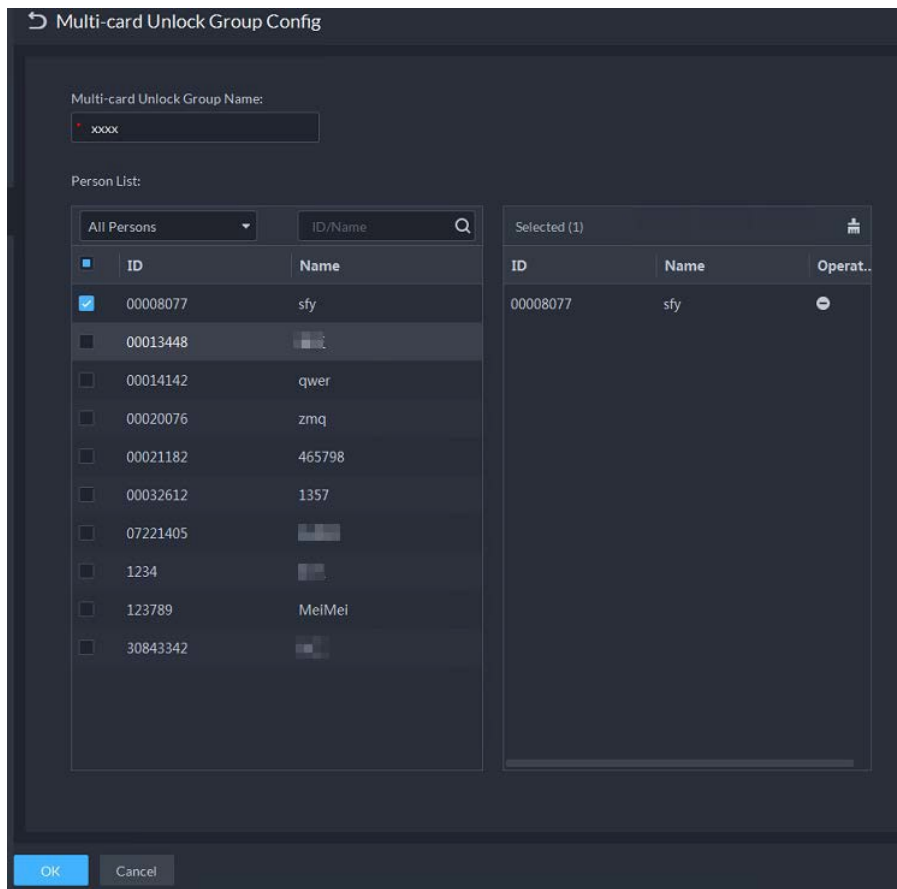 Multi-card Unlock Group Config
Multi-card Unlock Group Name:
* xxxx
Person List:
All Persons ID/Name Selected (1)
ID Name ID Name Operat..
00008077 sfy 00008077 sfy
00013448
00014142 qwer
00020076 zmq
00021182 465798
00032612 1357
07221405
1234
123789 MeiMei
30843342
OK Cancel